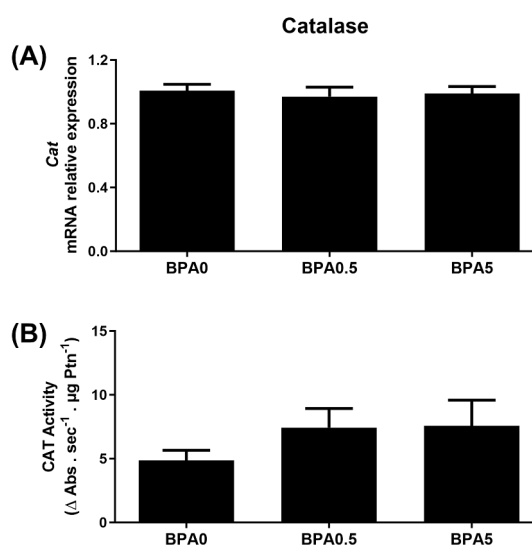 Catalase
(A)
Cat
mRNA relative expression
1.2
0.8
0.4
0.0
BPA0 BPA0.5 BPA5
(B)
CAT Activity
(Δ Abs . sec⁻¹ . µg Ptn⁻¹)
15
10
5
0
BPA0 BPA0.5 BPA5